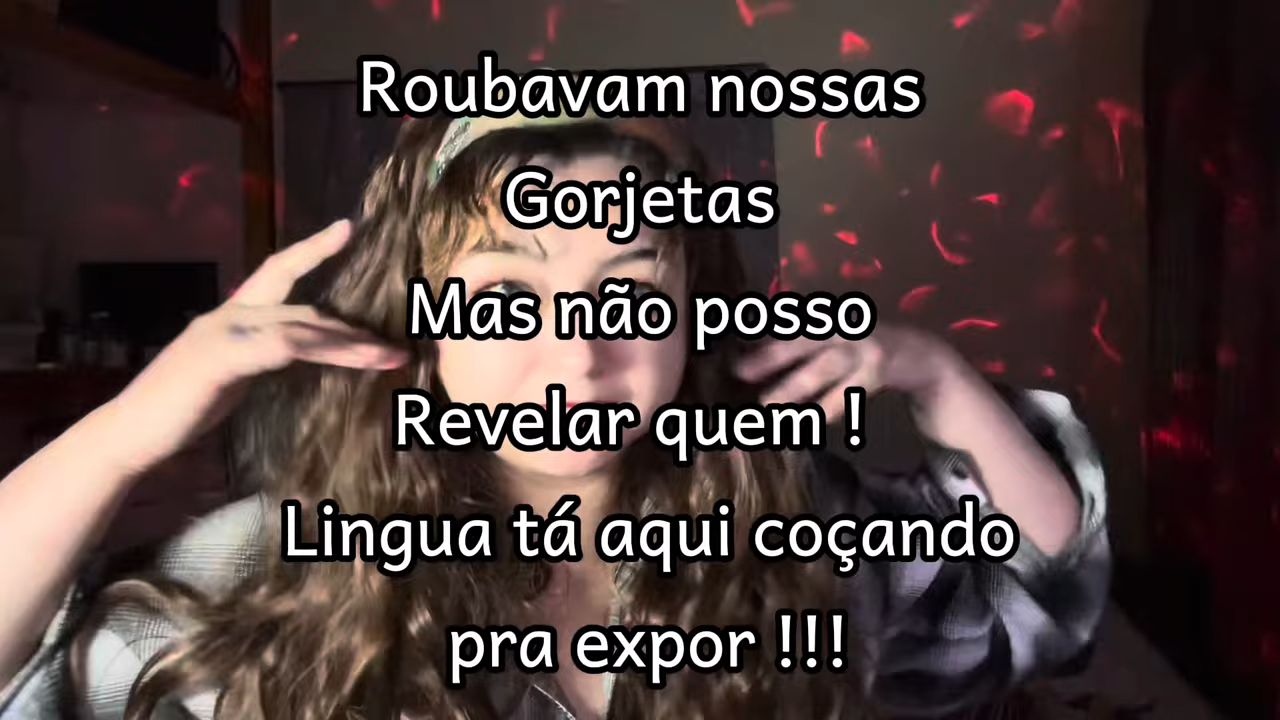 Roubavam nossas
Gorjetas
Mas não posso
Revelar quem !
Lingua tá aqui coçando
pra expor !!!